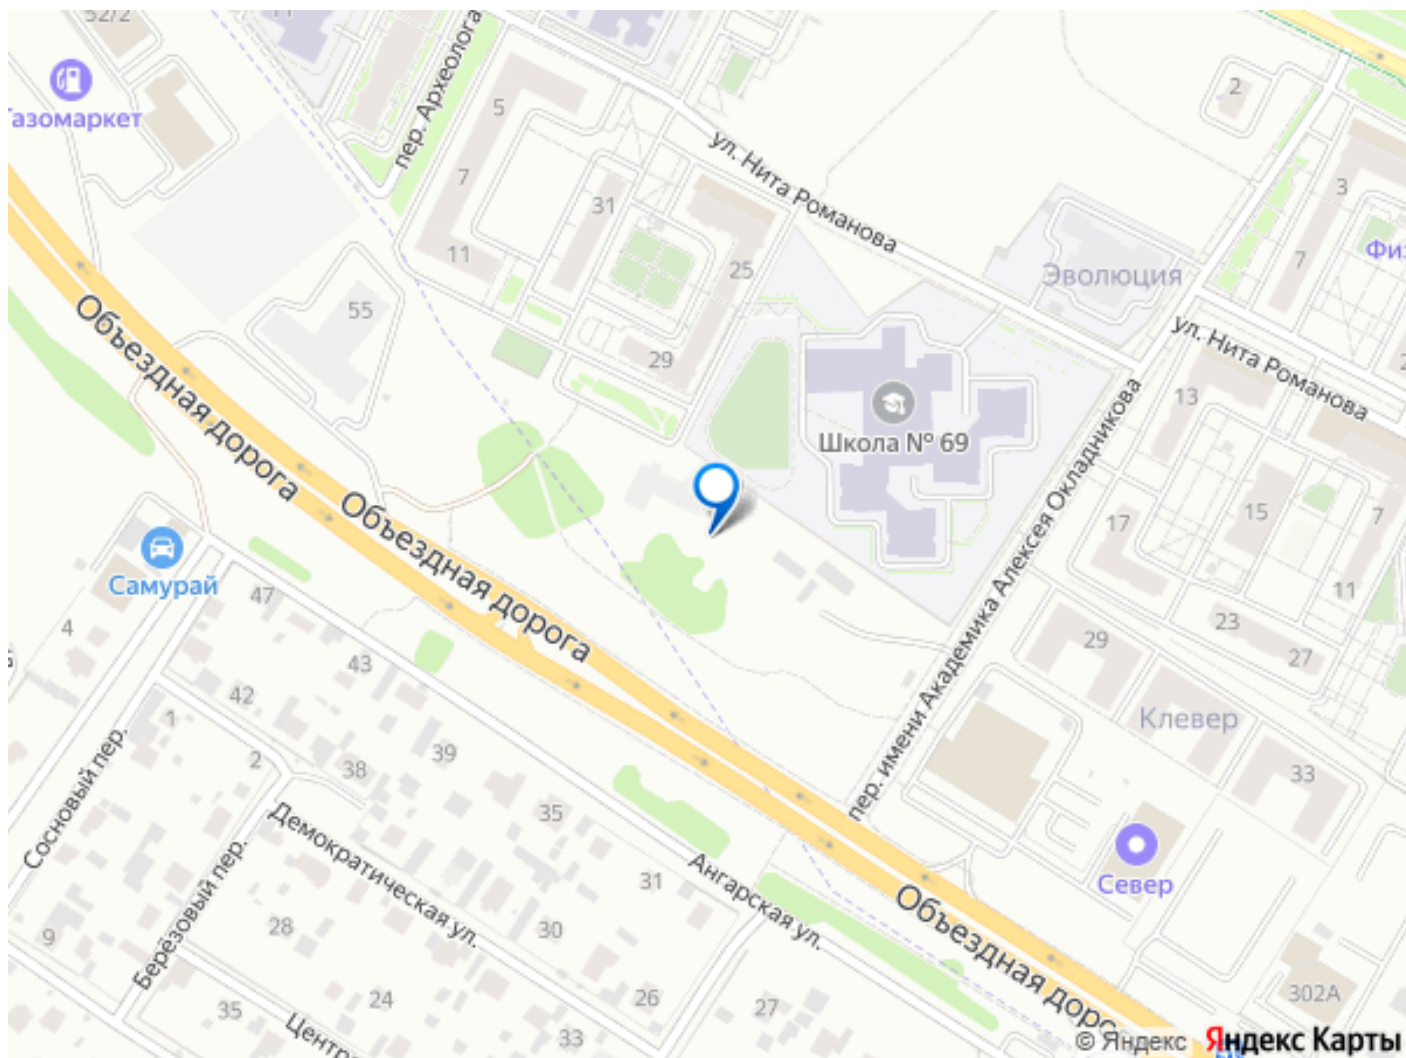 52/2
11
Газомаркет
пер. Археолога
5
7
11
31
25
29
55
ул. Нита Романова
2
3
7
Эволюция
Физ
ул. Нита Романова
13
Школа № 69
пер. имени Академика Алексея Окладникова
15
17
7
11
23
27
29
Клевер
33
Север
302А
Объездная дорога
Объездная дорога
Объездная доро
Самурай
4
47
43
42
1
2
39
38
35
31
30
28
26
24
27
33
35
9
Сосновый пер.
Берёзовый пер.
Демократическая ул.
Ангарская ул.
Центра
© Яндекс Яндекс Карты